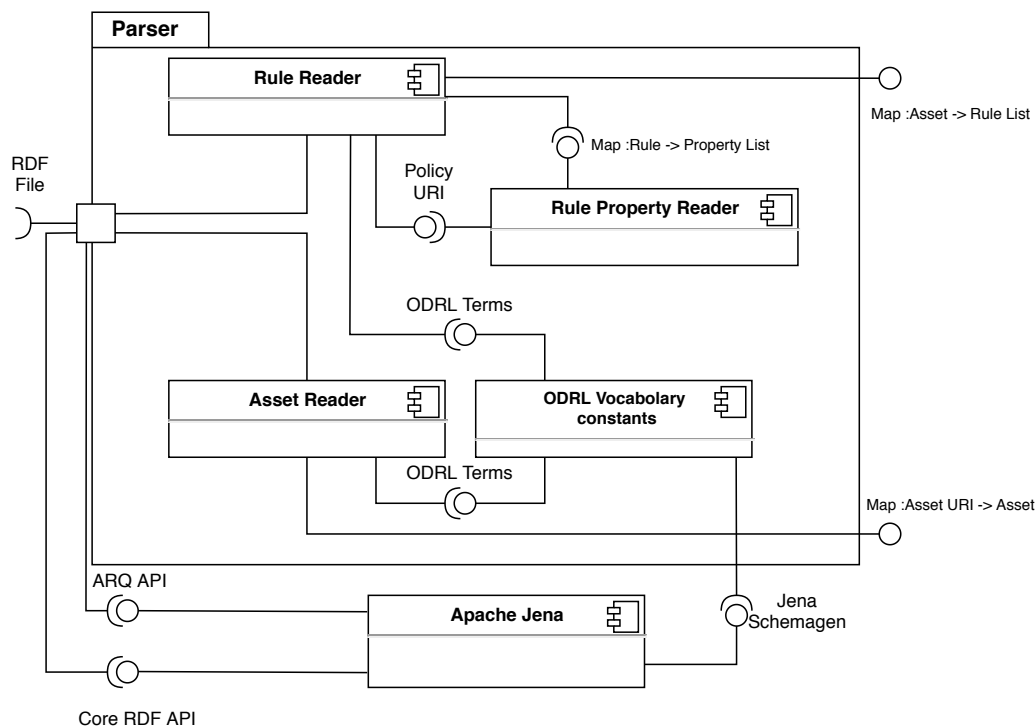 Parser
Rule Reader
Map :Asset -> Rule List
Map :Rule -> Property List
RDF
File
Policy
URI
Rule Property Reader
ODRL Terms
Asset Reader
ODRL Vocabolary
constants
ODRL Terms
Map :Asset URI -> Asset
ARQ API
Apache Jena
Jena
Schemagen
Core RDF API